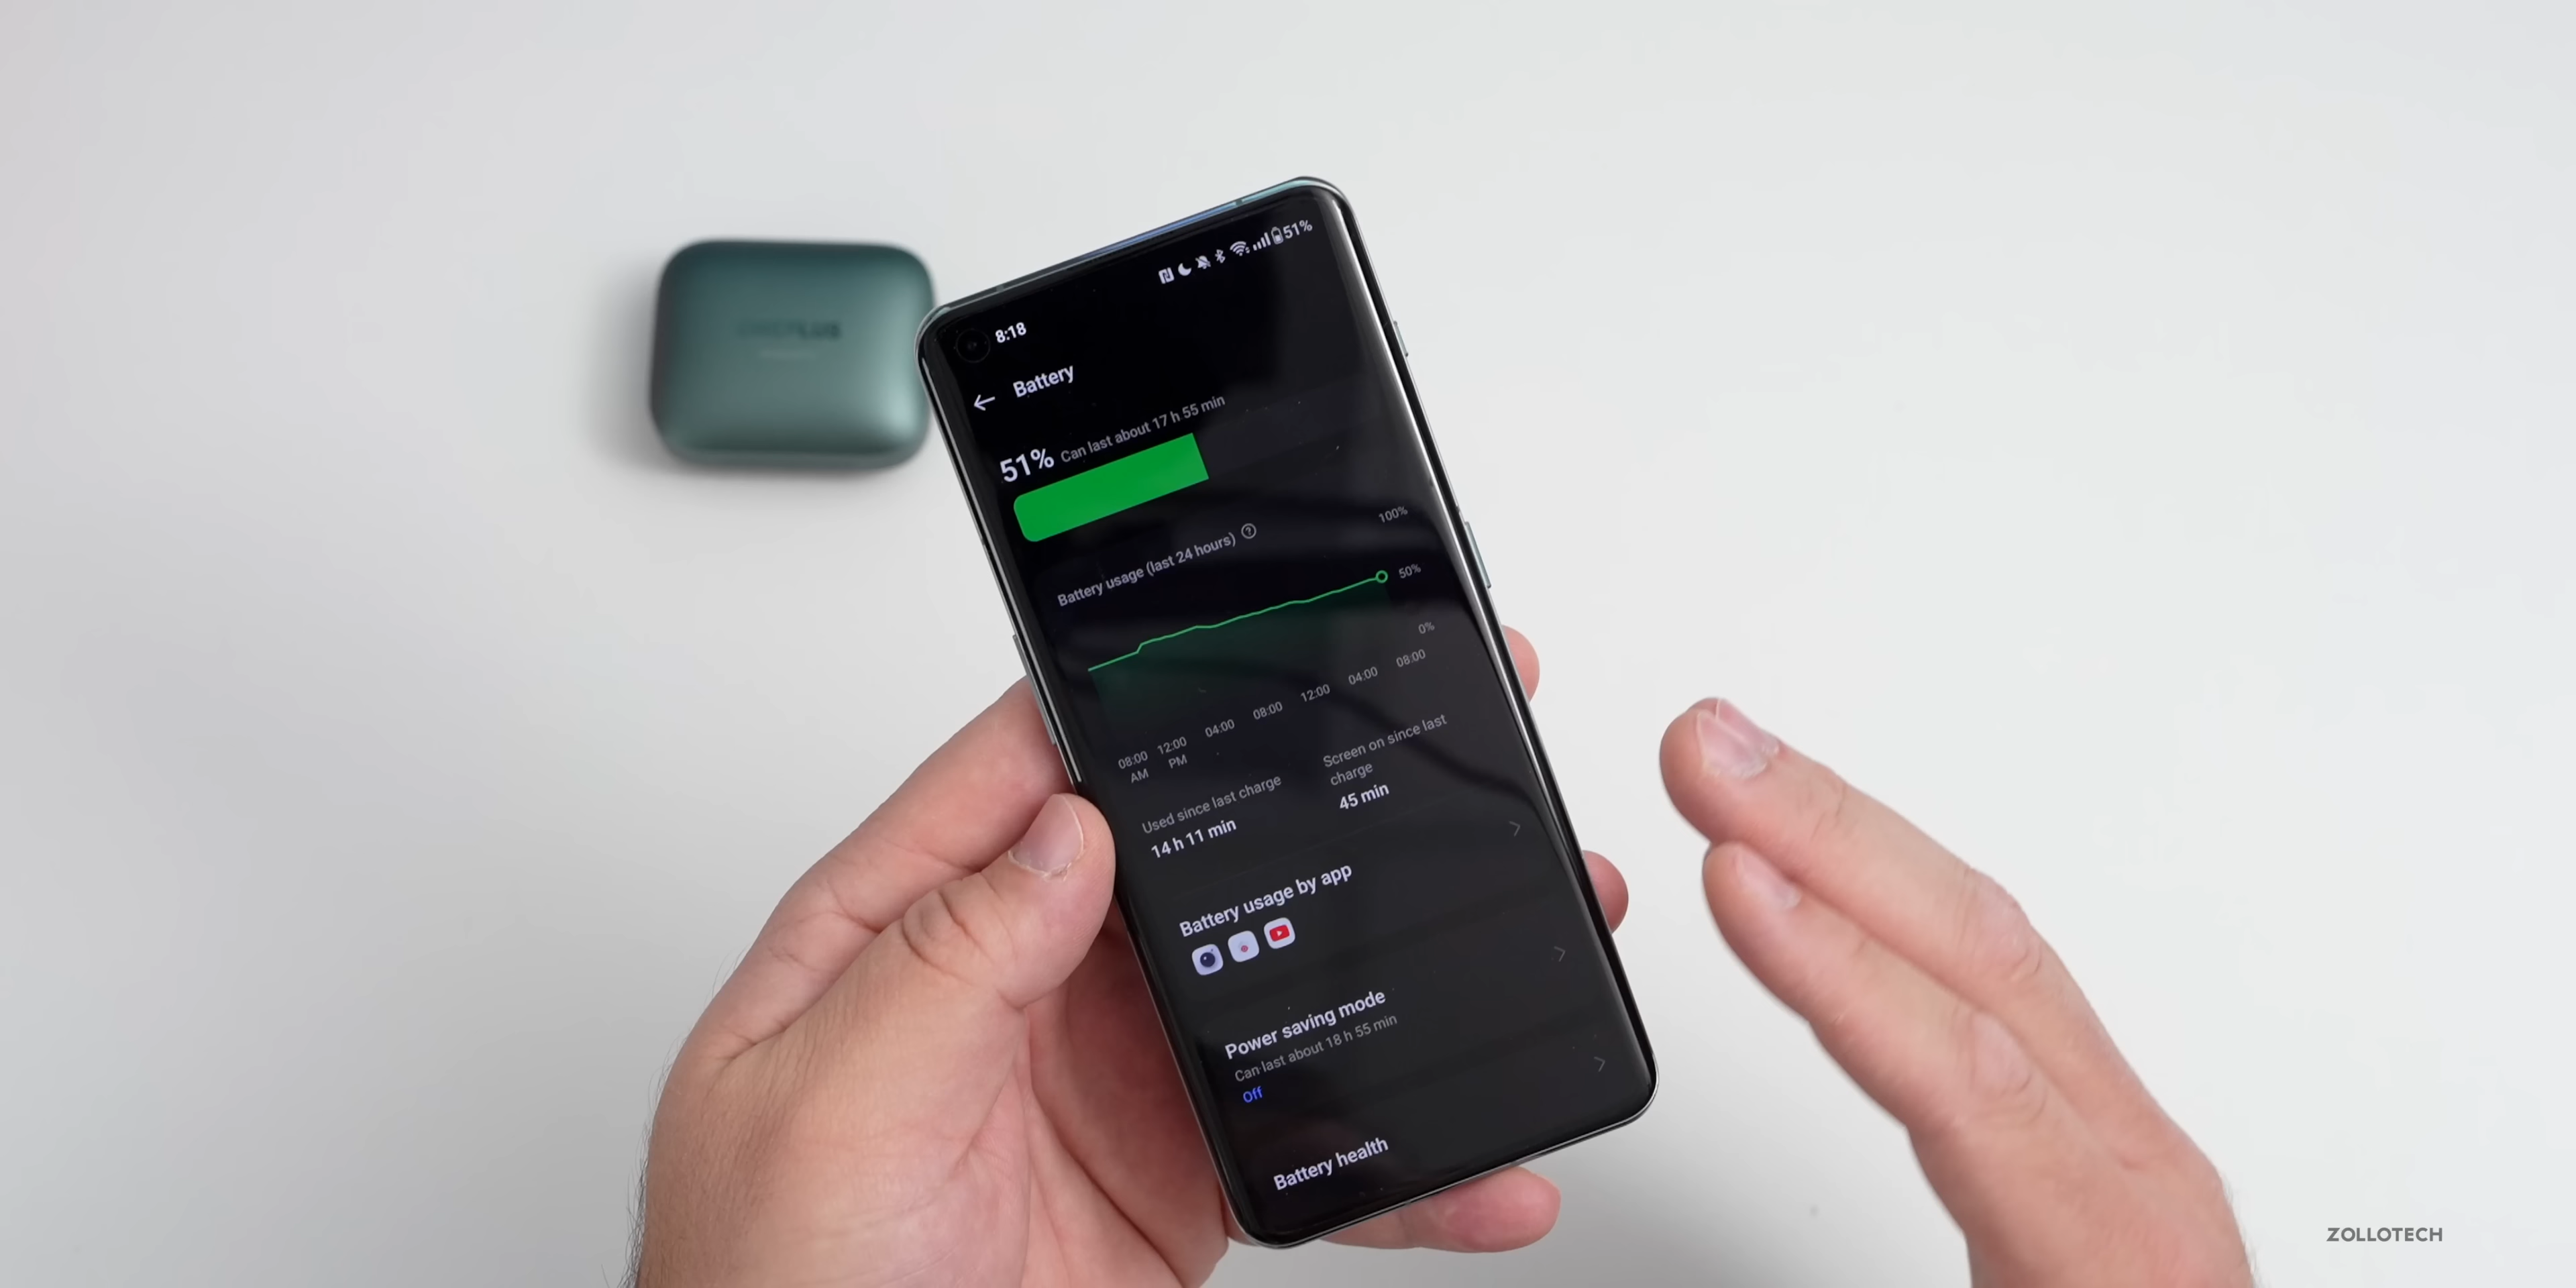 51%
8:18
Battery
51% Can last about 17 h 55 min
Battery usage (last 24 hours) ?
100%
50%
0%
08:00 12:00 04:00 08:00 12:00 04:00 08:00
AM PM
Used since last charge
14 h 11 min
Screen on since last
charge
45 min
Battery usage by app
Power saving mode
Can last about 18 h 55 min
Off
Battery health
ONEPLUS
ZOLLOTECH